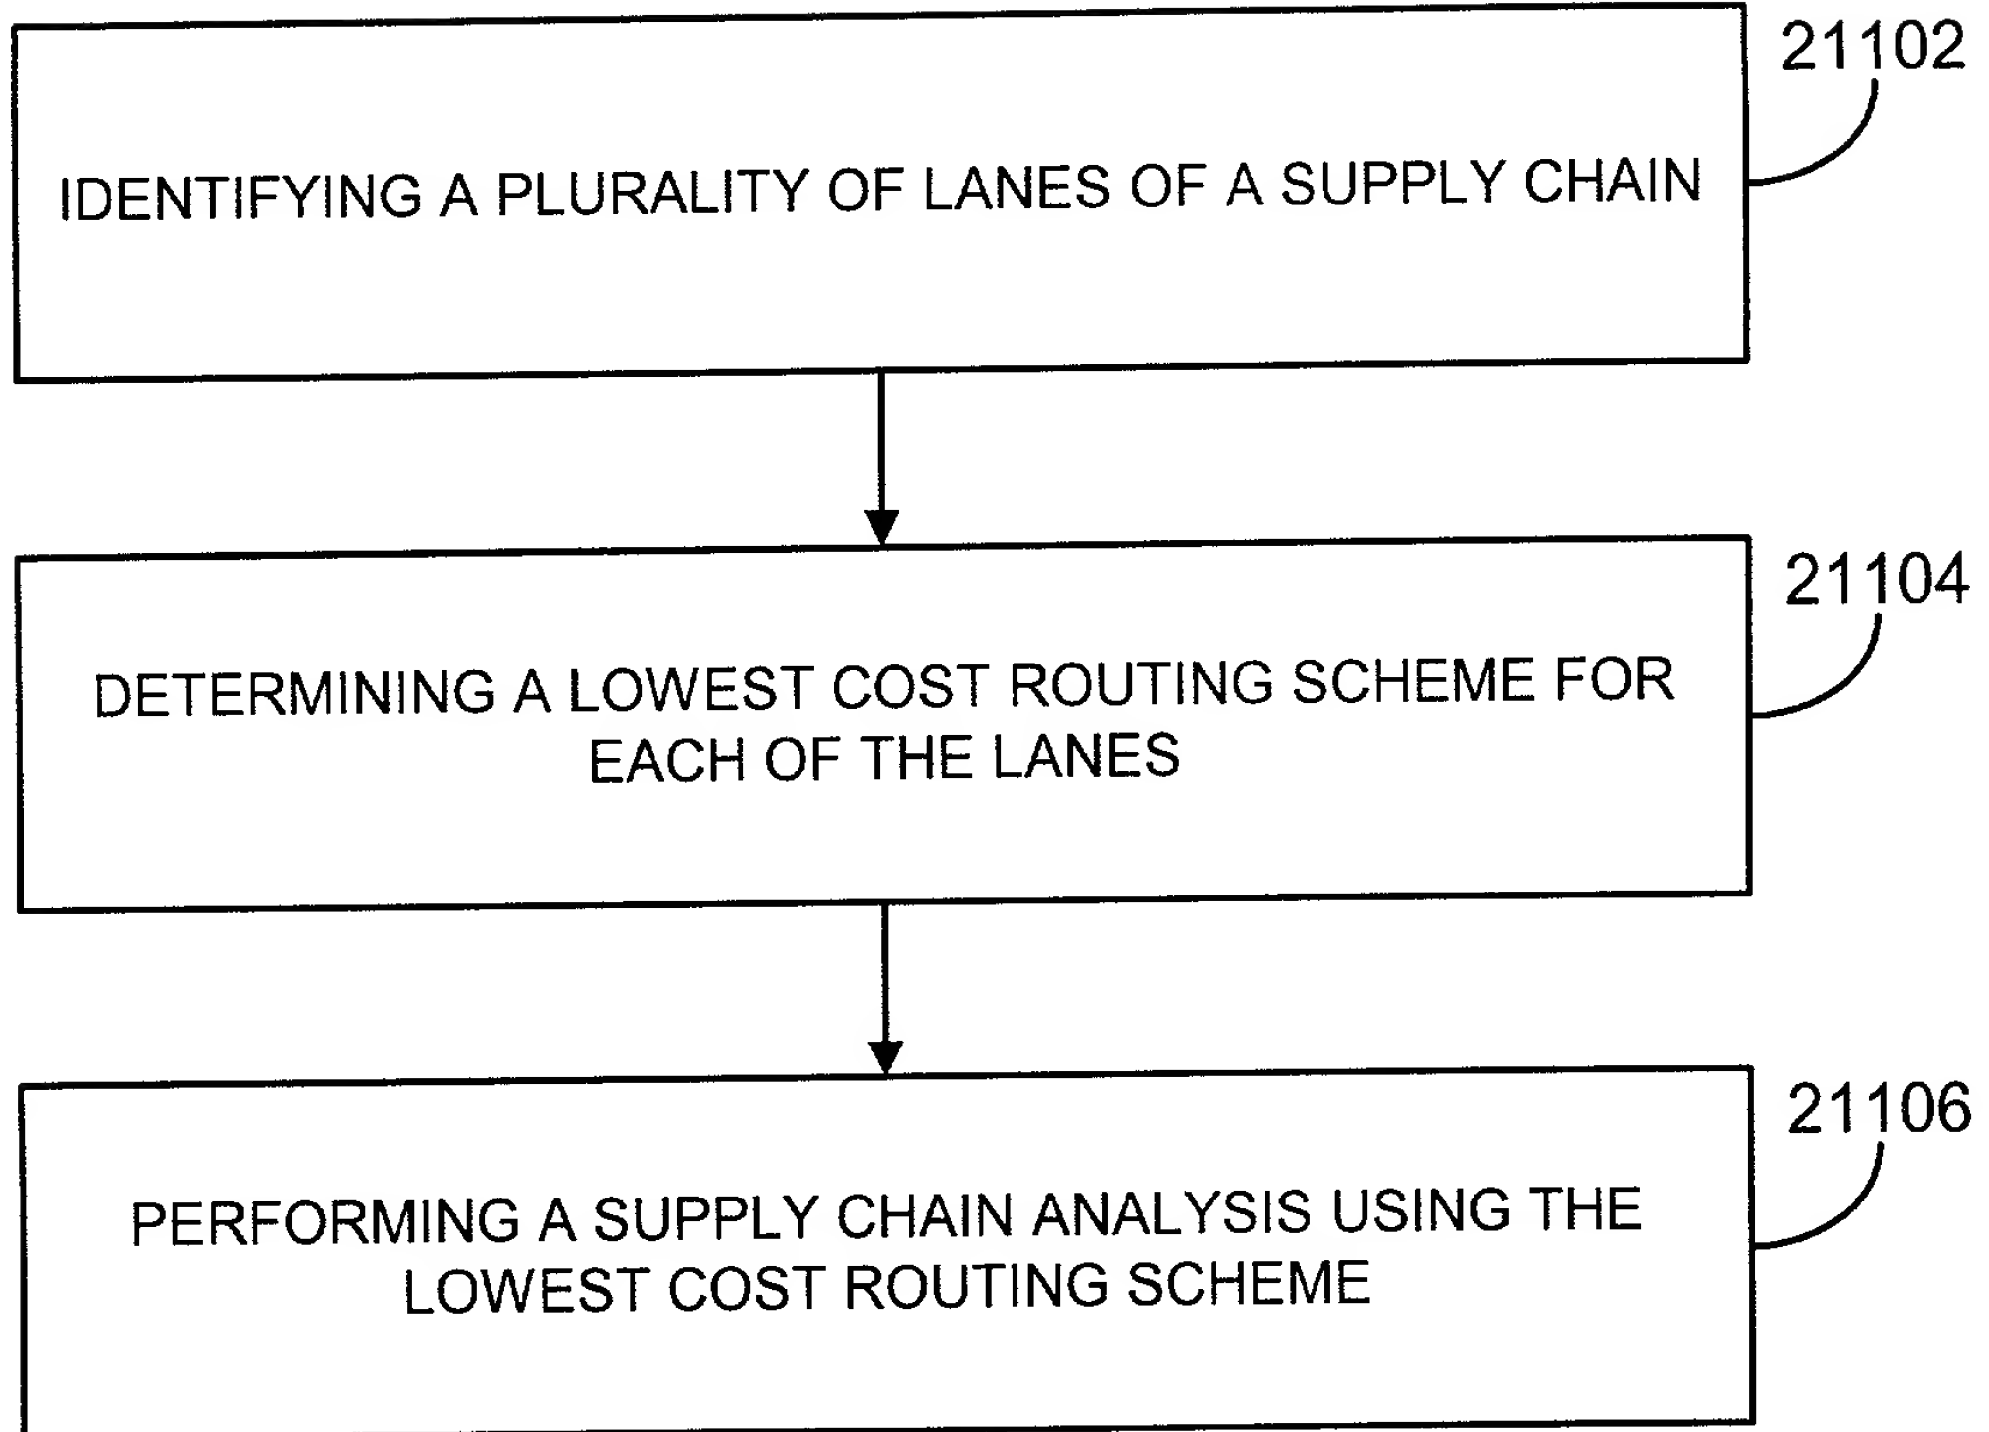 21102
IDENTIFYING A PLURALITY OF LANES OF A SUPPLY CHAIN
21104
DETERMINING A LOWEST COST ROUTING SCHEME FOR
EACH OF THE LANES
21106
PERFORMING A SUPPLY CHAIN ANALYSIS USING THE
LOWEST COST ROUTING SCHEME